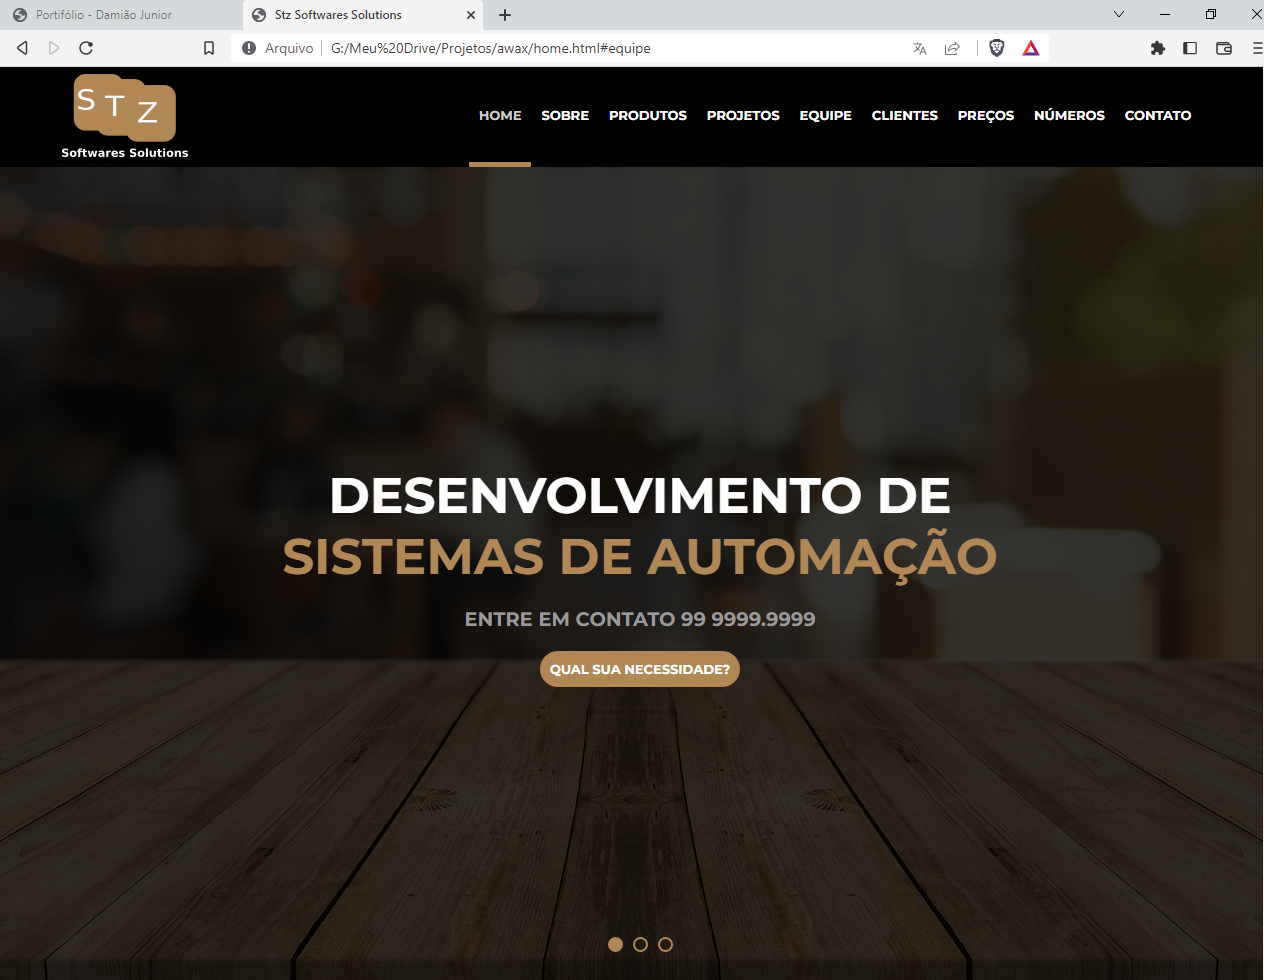 Portifólio - Damião Junior
Stz Softwares Solutions
Arquivo
G:/Meu%20Drive/Projetos/awax/home.html#equipe
S T Z
Softwares Solutions
HOME SOBRE PRODUTOS PROJETOS EQUIPE CLIENTES PREÇOS NÚMEROS CONTATO
DESENVOLVIMENTO DE
SISTEMAS DE AUTOMAÇÃO
ENTRE EM CONTATO 99 9999.9999
QUAL SUA NECESSIDADE?